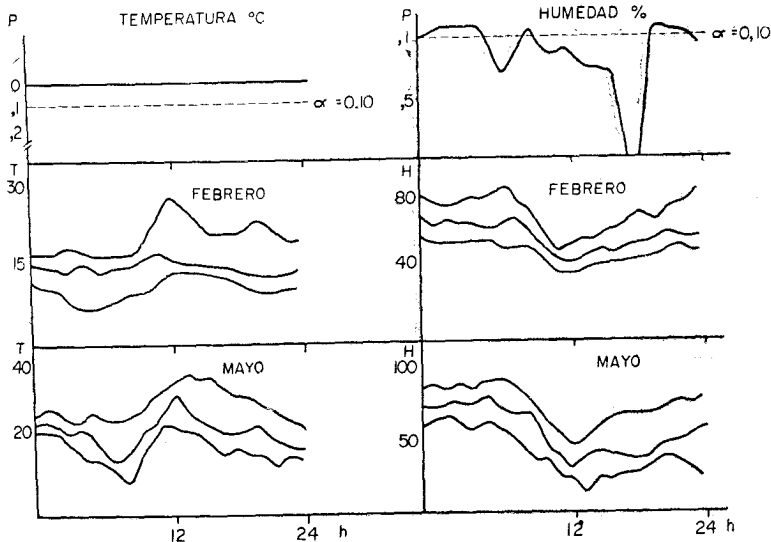 P TEMPERATURA °C
0
,1 α = 0.10
,2
P HUMEDAD %
,1 α = 0,10
,5
T
30 FEBRERO
15
H
80 FEBRERO
40
T
40 MAYO
20
12 24 h
H
100 MAYO
50
12 24 h